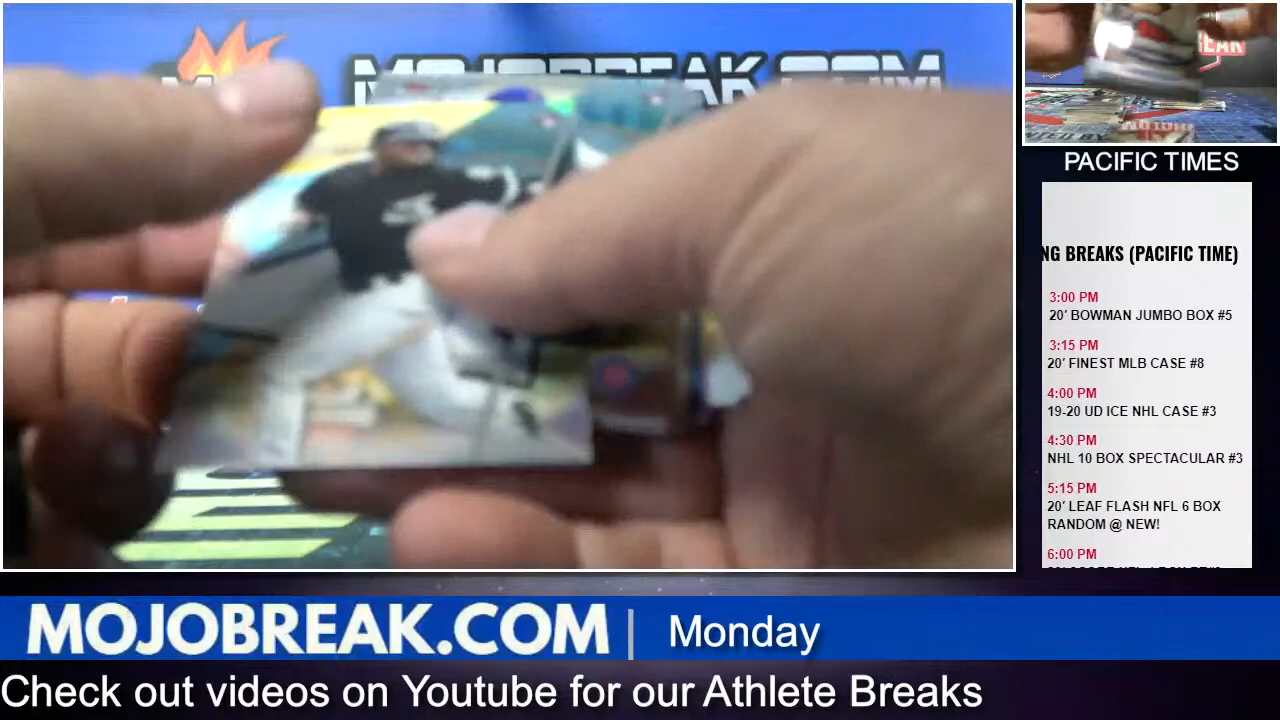 MOJOBREAK.COM
PACIFIC TIMES
NG BREAKS (PACIFIC TIME)
3:00 PM
20' BOWMAN JUMBO BOX #5
3:15 PM
20' FINEST MLB CASE #8
4:00 PM
19-20 UD ICE NHL CASE #3
4:30 PM
NHL 10 BOX SPECTACULAR #3
5:15 PM
20' LEAF FLASH NFL 6 BOX
RANDOM @ NEW!
6:00 PM
MOJOBREAK.COM | Monday
Check out videos on Youtube for our Athlete Breaks